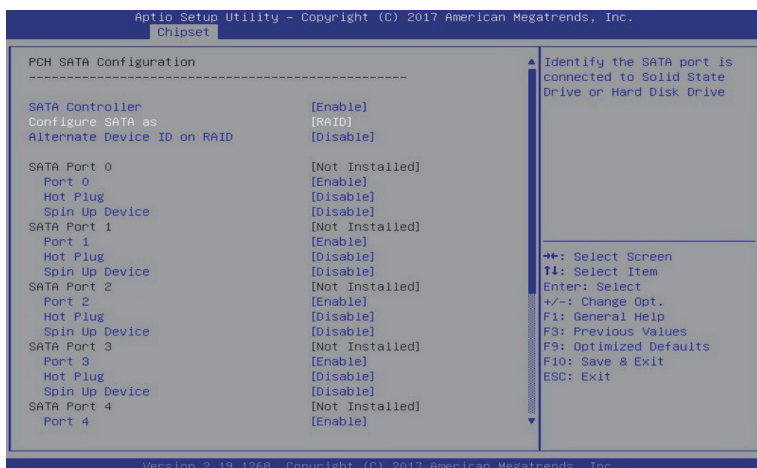 Aptio Setup Utility – Copyright (C) 2017 American Megatrends, Inc.
Chipset
PCH SATA Configuration
SATA Controller [Enable]
Configure SATA as [RAID]
Alternate Device ID on RAID [Disable]
SATA Port 0 [Not Installed]
Port 0 [Enable]
Hot Plug [Disable]
Spin Up Device [Disable]
SATA Port 1 [Not Installed]
Port 1 [Enable]
Hot Plug [Disable]
Spin Up Device [Disable]
SATA Port 2 [Not Installed]
Port 2 [Enable]
Hot Plug [Disable]
Spin Up Device [Disable]
SATA Port 3 [Not Installed]
Port 3 [Enable]
Hot Plug [Disable]
Spin Up Device [Disable]
SATA Port 4 [Not Installed]
Port 4 [Enable]
Identify the SATA port is
connected to Solid State
Drive or Hard Disk Drive
→←: Select Screen
↑↓: Select Item
Enter: Select
+/-: Change Opt.
F1: General Help
F3: Previous Values
F9: Optimized Defaults
F10: Save & Exit
ESC: Exit
Version 2.19.1268. Copyright (C) 2017 American Megatrends, Inc.